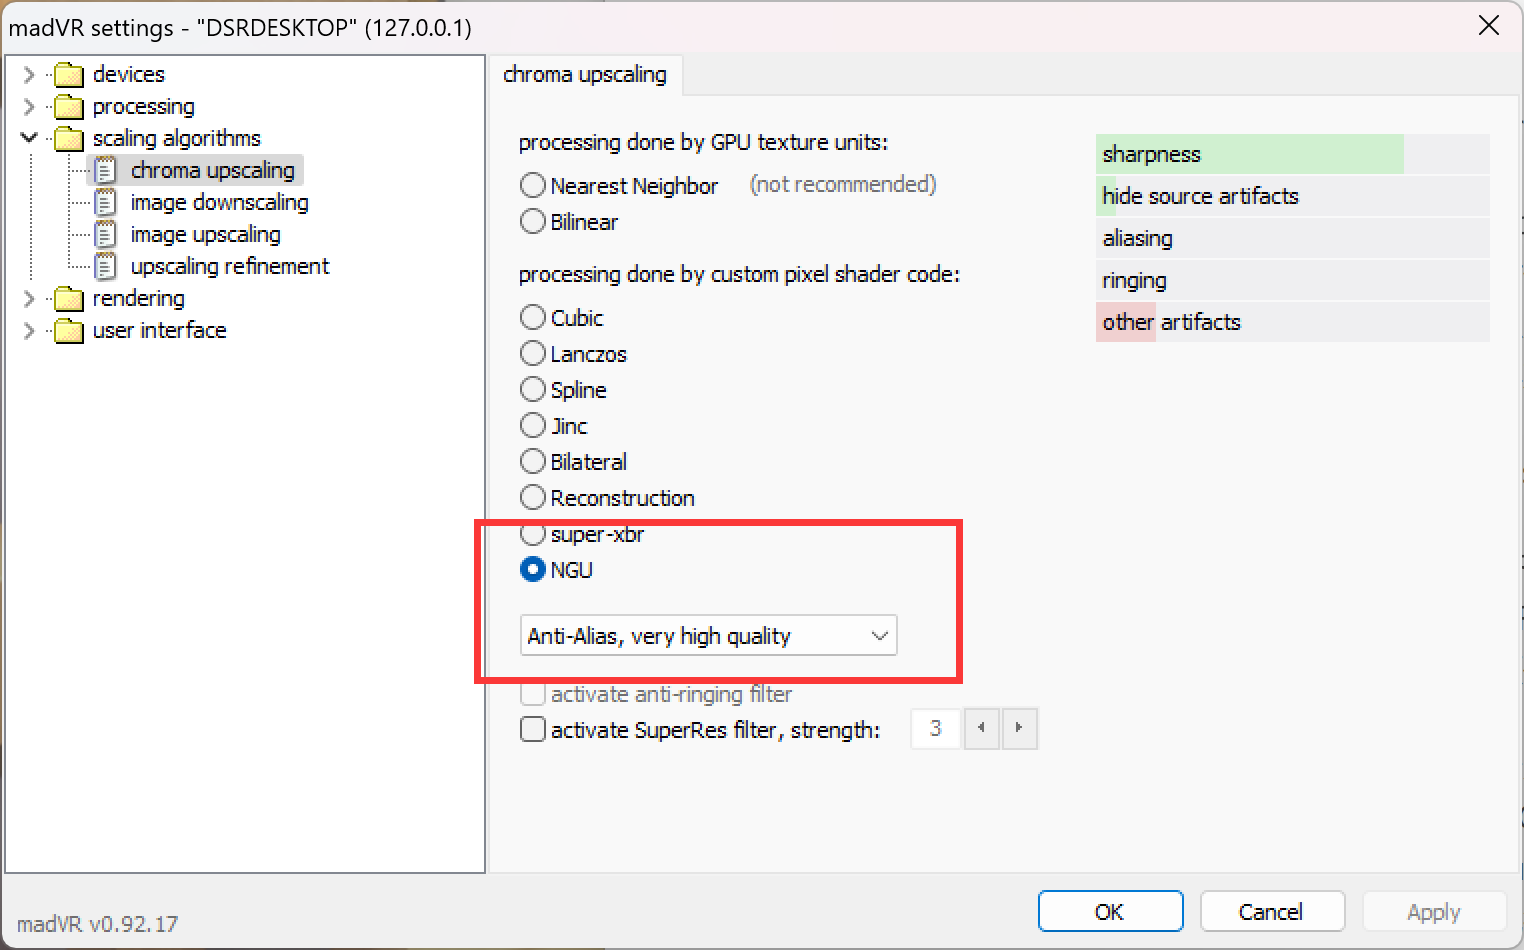 madVR settings - "DSRDESKTOP" (127.0.0.1)
devices
processing
scaling algorithms
chroma upscaling
image downscaling
image upscaling
upscaling refinement
rendering
user interface
chroma upscaling
processing done by GPU texture units:
Nearest Neighbor (not recommended)
Bilinear
processing done by custom pixel shader code:
Cubic
Lanczos
Spline
Jinc
Bilateral
Reconstruction
super-xbr
NGU
Anti-Alias, very high quality
activate anti-ringing filter
activate SuperRes filter, strength: 3
sharpness
hide source artifacts
aliasing
ringing
other artifacts
madVR v0.92.17
OK Cancel Apply